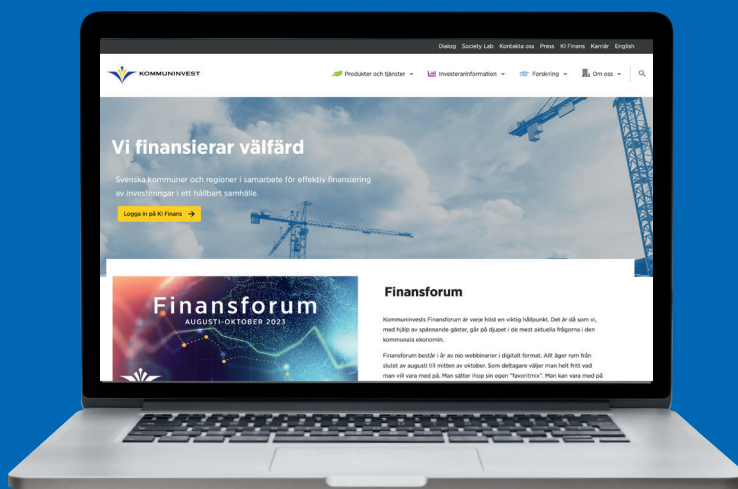 Dialog Society Lab Kontakta oss Press KI Finans Karriär English
KOMMUNINVEST
Produkter och tjänster Investerarinformation Forskning Om oss
Vi finansierar välfärd
Svenska kommuner och regioner i samarbete för effektiv finansiering
av investeringar i ett hållbart samhälle.
Logga in på KI Finans →
Finansforum
AUGUSTI-OKTOBER 2023
Finansforum
Kommuninvests Finansforum är varje höst en viktig hållpunkt. Det är då som vi,
med hjälp av spännande gäster, går på djupet i de mest aktuella frågorna i den
kommunala ekonomin.
Finansforum består i år av nio webbinarier i digitalt format. Allt äger rum från
slutet av augusti till mitten av oktober. Som deltagare väljer man helt fritt vad
man vill vara med på. Man sätter ihop sin egen "favoritmix". Man kan vara med på